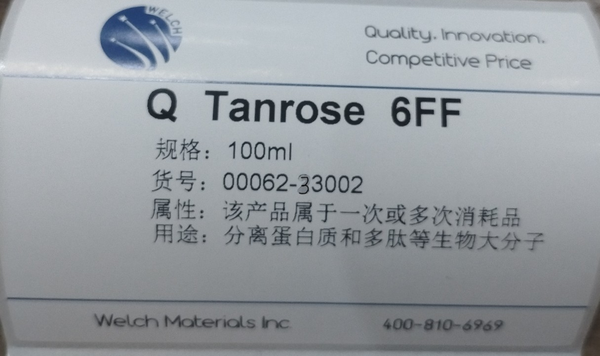 WELCH
Quality, Innovation,
Competitive Price
Q Tanrose 6FF
规格：100ml
货号：00062-33002
属性：该产品属于一次或多次消耗品
用途：分离蛋白质和多肽等生物大分子
Welch Materials Inc
400-810-6969